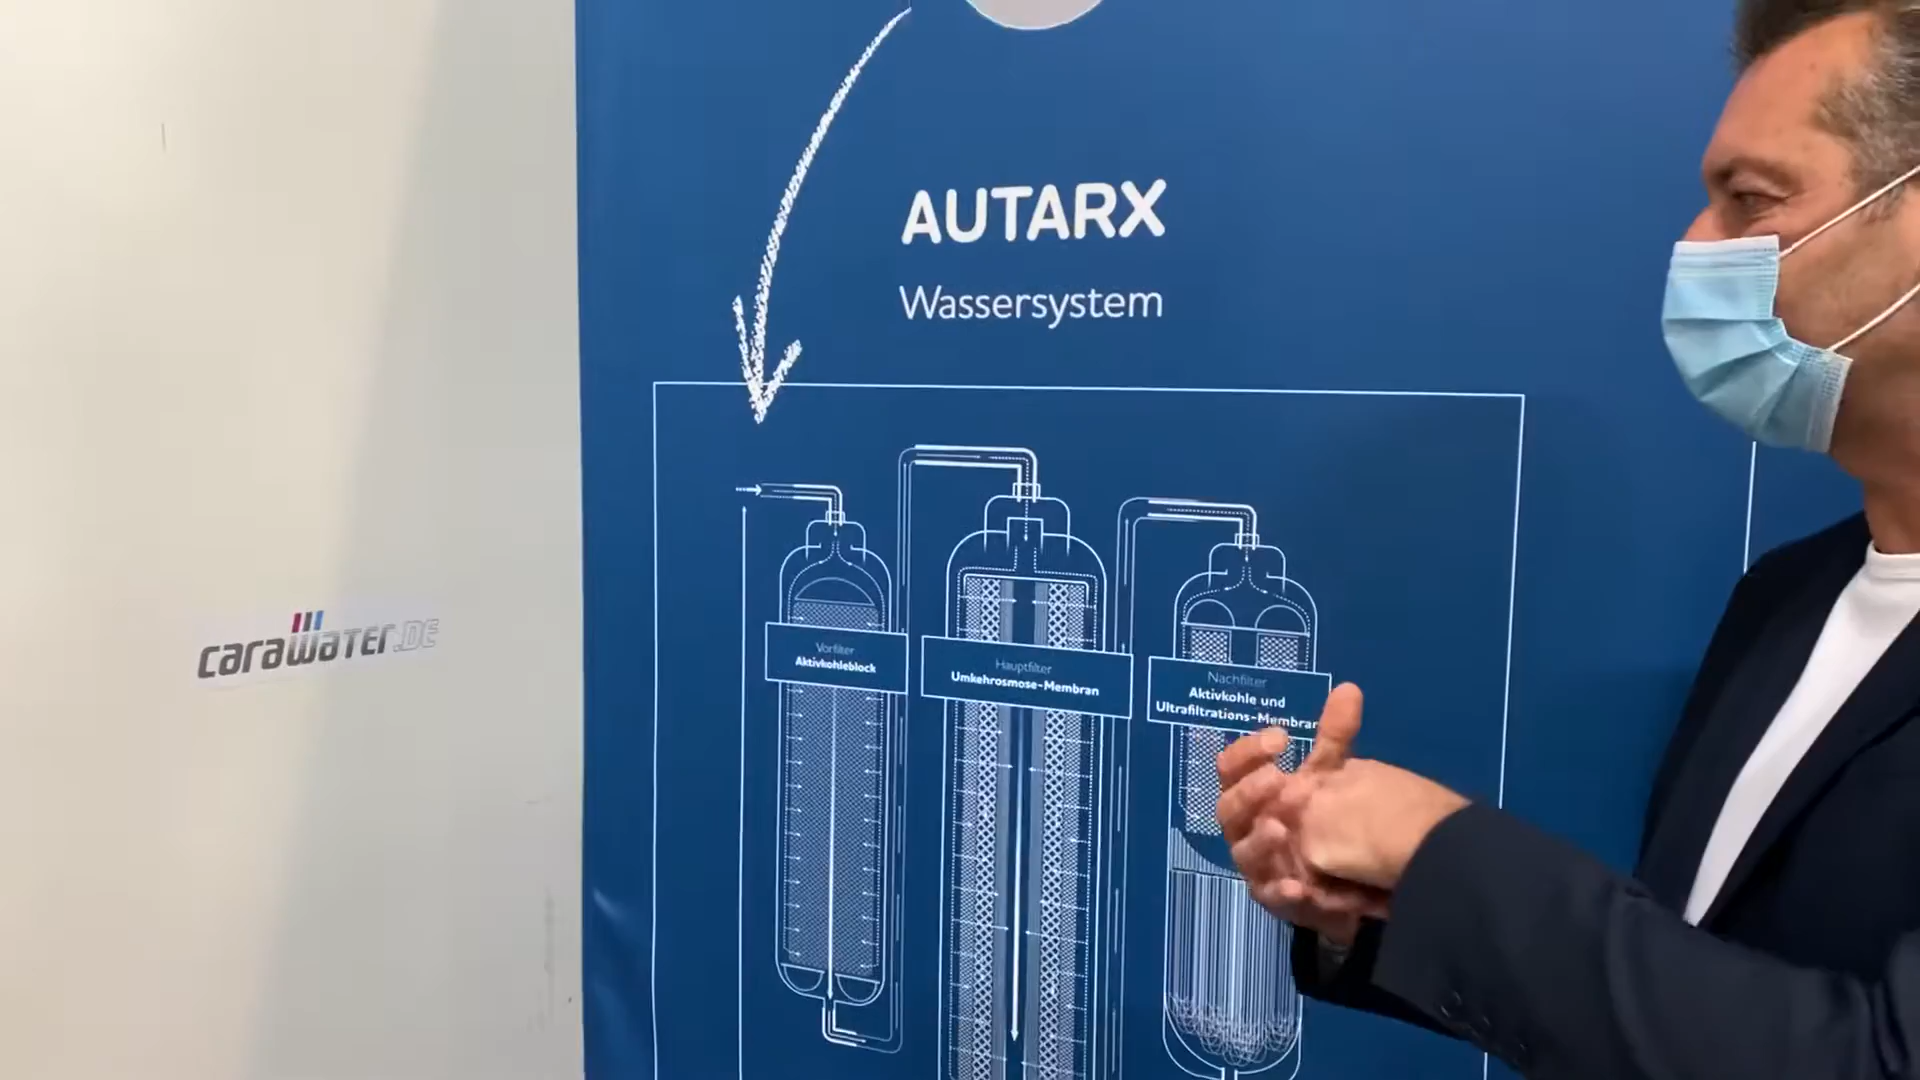 AUTARX
Wassersystem
carawater.DE
Vorfilter
Aktivkohleblock
Hauptfilter
Umkehrosmose-Membran
Nachfilter
Aktivkohle und
Ultrafiltrations-Membran